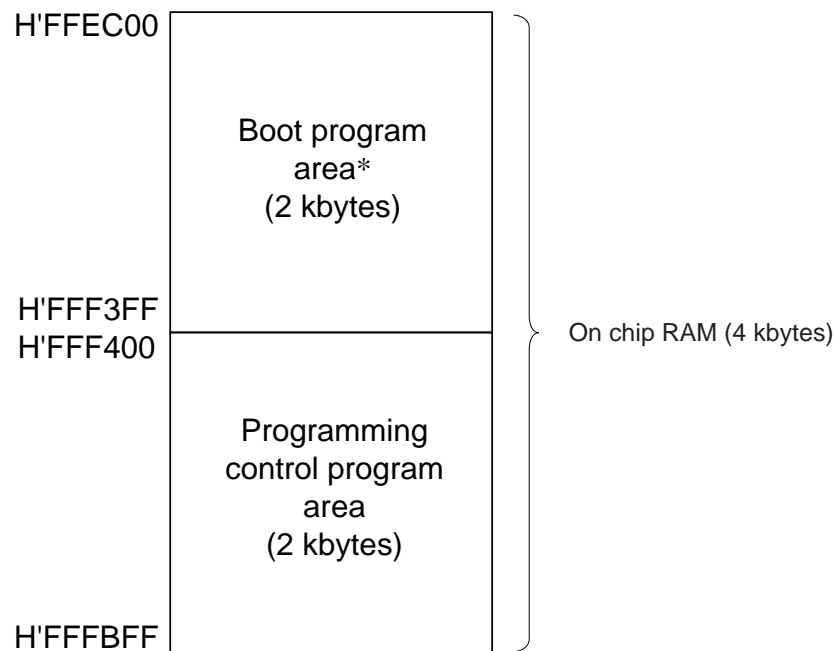 H'FFEC00
Boot program
area*
(2 kbytes)
H'FFF3FF
H'FFF400
On chip RAM (4 kbytes)
Programming
control program
area
(2 kbytes)
H'FFFBFF